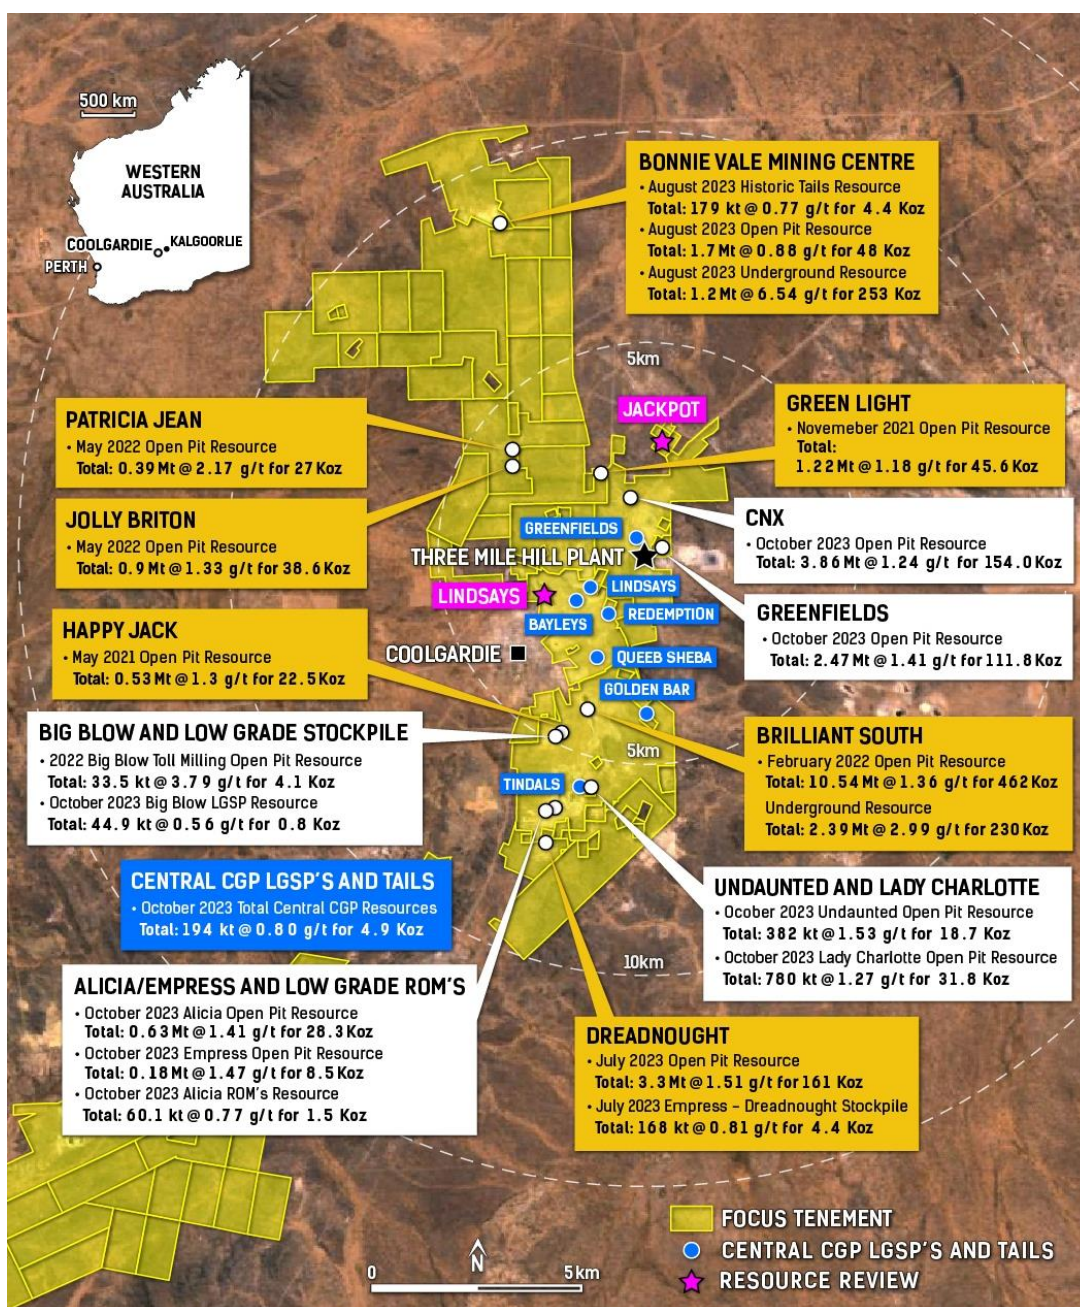 500 km
WESTERN
AUSTRALIA
COOLGARDIE
KALGOORLIE
PERTH
BONNIE VALE MINING CENTRE
• August 2023 Historic Tails Resource
Total: 179 kt @ 0.77 g/t for 4.4 Koz
• August 2023 Open Pit Resource
Total: 1.7 Mt @ 0.88 g/t for 48 Koz
• August 2023 Underground Resource
Total: 1.2 Mt @ 6.54 g/t for 253 Koz
5km
JACKPOT
GREEN LIGHT
• Novemeber 2021 Open Pit Resource
Total:
1.22 Mt @ 1.18 g/t for 45.6 Koz
PATRICIA JEAN
• May 2022 Open Pit Resource
Total: 0.39 Mt @ 2.17 g/t for 27 Koz
JOLLY BRITON
• May 2022 Open Pit Resource
Total: 0.9 Mt @ 1.33 g/t for 38.6 Koz
CNX
• October 2023 Open Pit Resource
Total: 3.86 Mt @ 1.24 g/t for 154.0 Koz
GREENFIELDS
THREE MILE HILL PLANT
LINDSAYS
LINDSAYS
BAYLEYS
REDEMPTION
GREENFIELDS
• October 2023 Open Pit Resource
Total: 2.47 Mt @ 1.41 g/t for 111.8 Koz
HAPPY JACK
• May 2021 Open Pit Resource
Total: 0.53 Mt @ 1.3 g/t for 22.5 Koz
COOLGARDIE
QUEEB SHEBA
GOLDEN BAR
BIG BLOW AND LOW GRADE STOCKPILE
• 2022 Big Blow Toll Milling Open Pit Resource
Total: 33.5 kt @ 3.79 g/t for 4.1 Koz
• October 2023 Big Blow LGSP Resource
Total: 44.9 kt @ 0.56 g/t for 0.8 Koz
5km
TINDALS
BRILLIANT SOUTH
• February 2022 Open Pit Resource
Total: 10.54 Mt @ 1.36 g/t for 462 Koz
Underground Resource
Total: 2.39 Mt @ 2.99 g/t for 230 Koz
CENTRAL CGP LGSP'S AND TAILS
• October 2023 Total Central CGP Resources
Total: 194 kt @ 0.80 g/t for 4.9 Koz
UNDAUNTED AND LADY CHARLOTTE
• Ocober 2023 Undaunted Open Pit Resource
Total: 382 kt @ 1.53 g/t for 18.7 Koz
• October 2023 Lady Charlotte Open Pit Resource
Total: 780 kt @ 1.27 g/t for 31.8 Koz
10km
ALICIA/EMPRESS AND LOW GRADE ROM'S
• October 2023 Alicia Open Pit Resource
Total: 0.63 Mt @ 1.41 g/t for 28.3 Koz
• October 2023 Empress Open Pit Resource
Total: 0.18 Mt @ 1.47 g/t for 8.5 Koz
• October 2023 Alicia ROM's Resource
Total: 60.1 kt @ 0.77 g/t for 1.5 Koz
DREADNOUGHT
• July 2023 Open Pit Resource
Total: 3.3 Mt @ 1.51 g/t for 161 Koz
• July 2023 Empress – Dreadnought Stockpile
Total: 168 kt @ 0.81 g/t for 4.4 Koz
0
N
5km
FOCUS TENEMENT
CENTRAL CGP LGSP'S AND TAILS
RESOURCE REVIEW